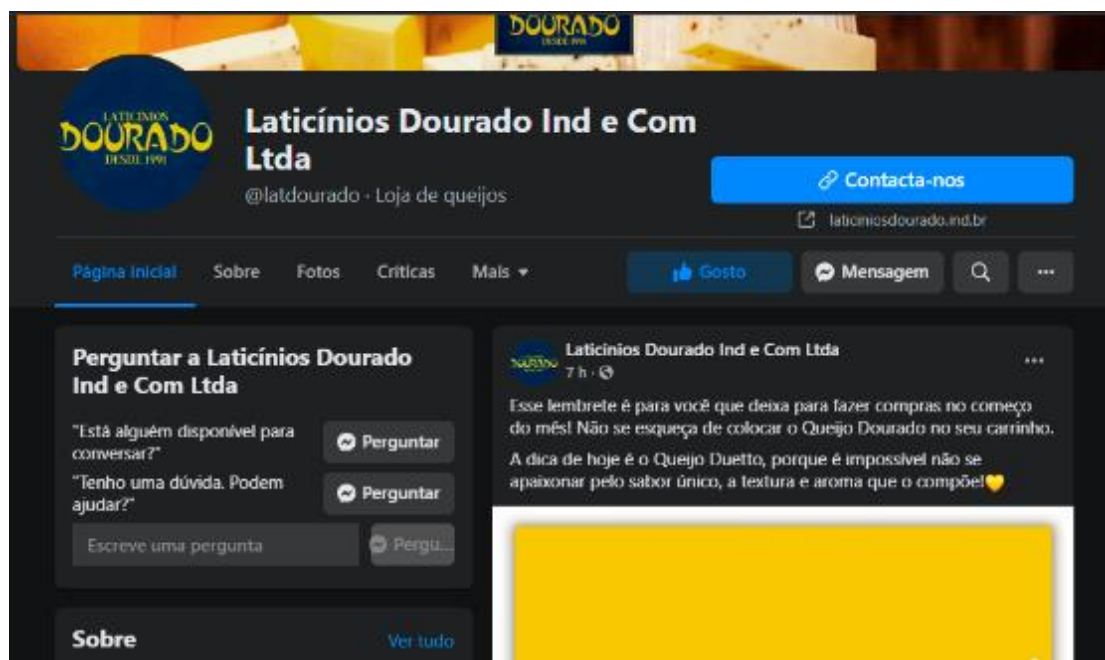 DOURADO
DESDE 1991
LATICÍNIOS
DOURADO
DESDE 1991
Laticínios Dourado Ind e Com
Ltda
@latdourado · Loja de queijos
Contacta-nos
laticiniosdourado.ind.br
Página inicial
Sobre
Fotos
Críticas
Mais
Gosto
Mensagem
Perguntar a Laticínios Dourado
Ind e Com Ltda
"Está alguém disponível para
conversar?"
Perguntar
"Tenho uma dúvida. Podem
ajudar?"
Perguntar
Escreve uma pergunta
Pergu...
Sobre
Ver tudo
DOURADO
Laticínios Dourado Ind e Com Ltda
7 h ·
Esse lembrete é para você que deixa para fazer compras no começo
do mês! Não se esqueça de colocar o Queijo Dourado no seu carrinho.
A dica de hoje é o Queijo Duetto, porque é impossível não se
apaixonar pelo sabor único, a textura e aroma que o compõe!💛